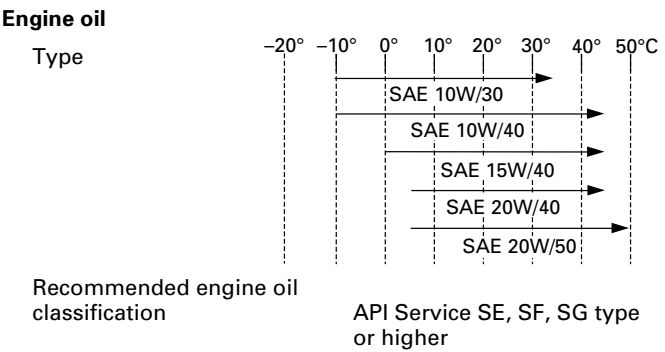 Engine oil
Type
–20° –10° 0° 10° 20° 30° 40° 50°C
SAE 10W/30
SAE 10W/40
SAE 15W/40
SAE 20W/40
SAE 20W/50
Recommended engine oil
classification
API Service SE, SF, SG type
or higher